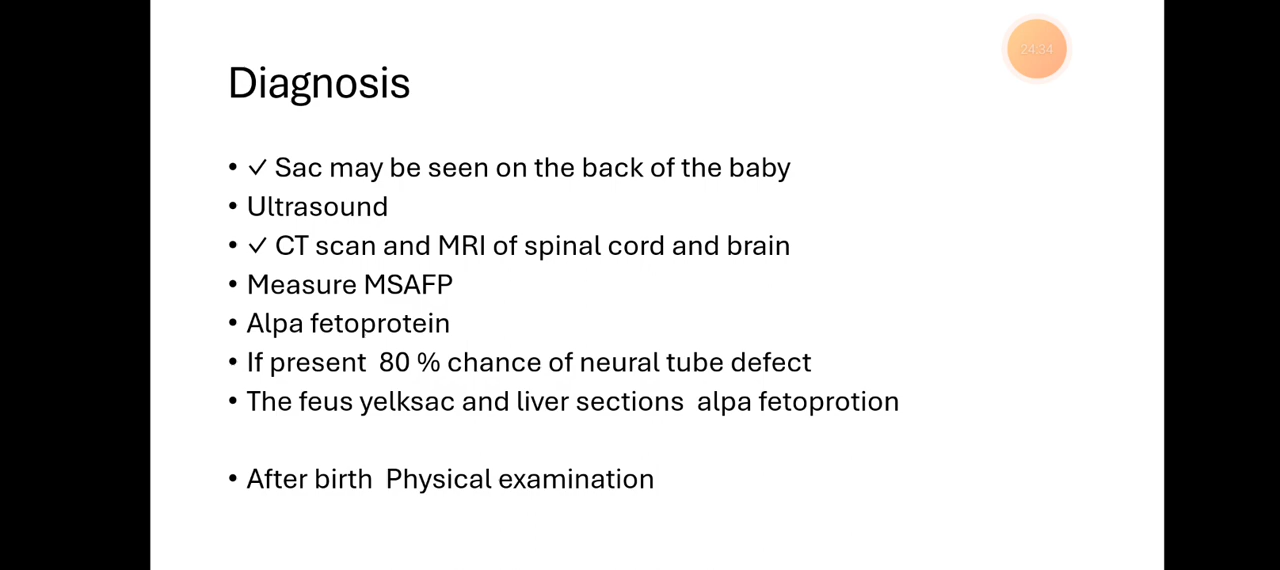 24:34
Diagnosis
• ✓ Sac may be seen on the back of the baby
• Ultrasound
• ✓ CT scan and MRI of spinal cord and brain
• Measure MSAFP
• Alpa fetoprotein
• If present  80 % chance of neural tube defect
• The feus yelksac and liver sections  alpa fetoprotion
• After birth  Physical examination